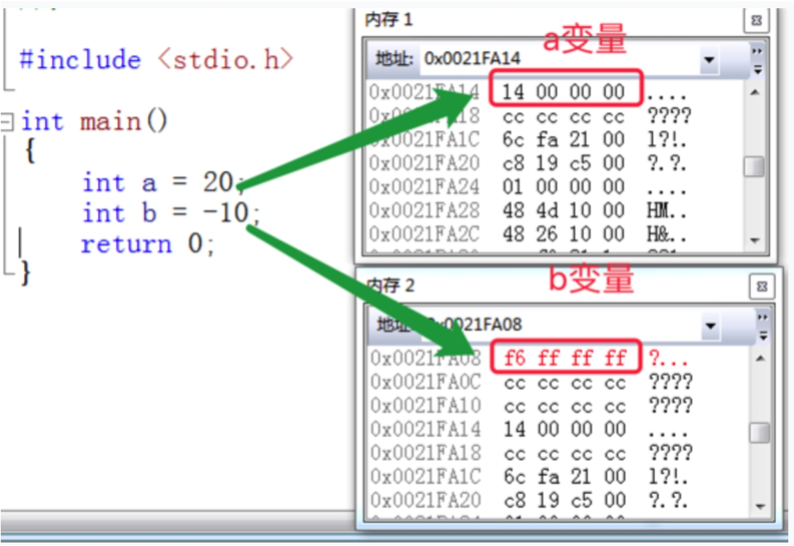 #include <stdio.h>
int main()
{
int a = 20;
int b = -10;
return 0;
}
内存 1
a变量
地址: 0x0021FA14
0x0021FA14 14 00 00 00 ....
0x0021FA18 cc cc cc cc ????
0x0021FA1C 6c fa 21 00 l?!.
0x0021FA20 c8 19 c5 00 ?.?.
0x0021FA24 01 00 00 00 ....
0x0021FA28 48 4d 10 00 HM..
0x0021FA2C 48 26 10 00 H&..
内存 2
b变量
地址: 0x0021FA08
0x0021FA08 f6 ff ff ff ?...
0x0021FA0C cc cc cc cc ????
0x0021FA10 cc cc cc cc ????
0x0021FA14 14 00 00 00 ....
0x0021FA18 cc cc cc cc ????
0x0021FA1C 6c fa 21 00 l?!.
0x0021FA20 c8 19 c5 00 ?.?.